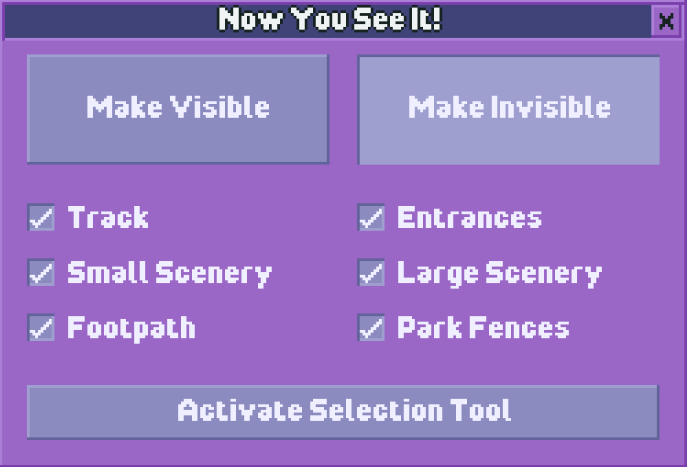 Now You See It!
Make Visible
Make Invisible
Track
Entrances
Small Scenery
Large Scenery
Footpath
Park Fences
Activate Selection Tool